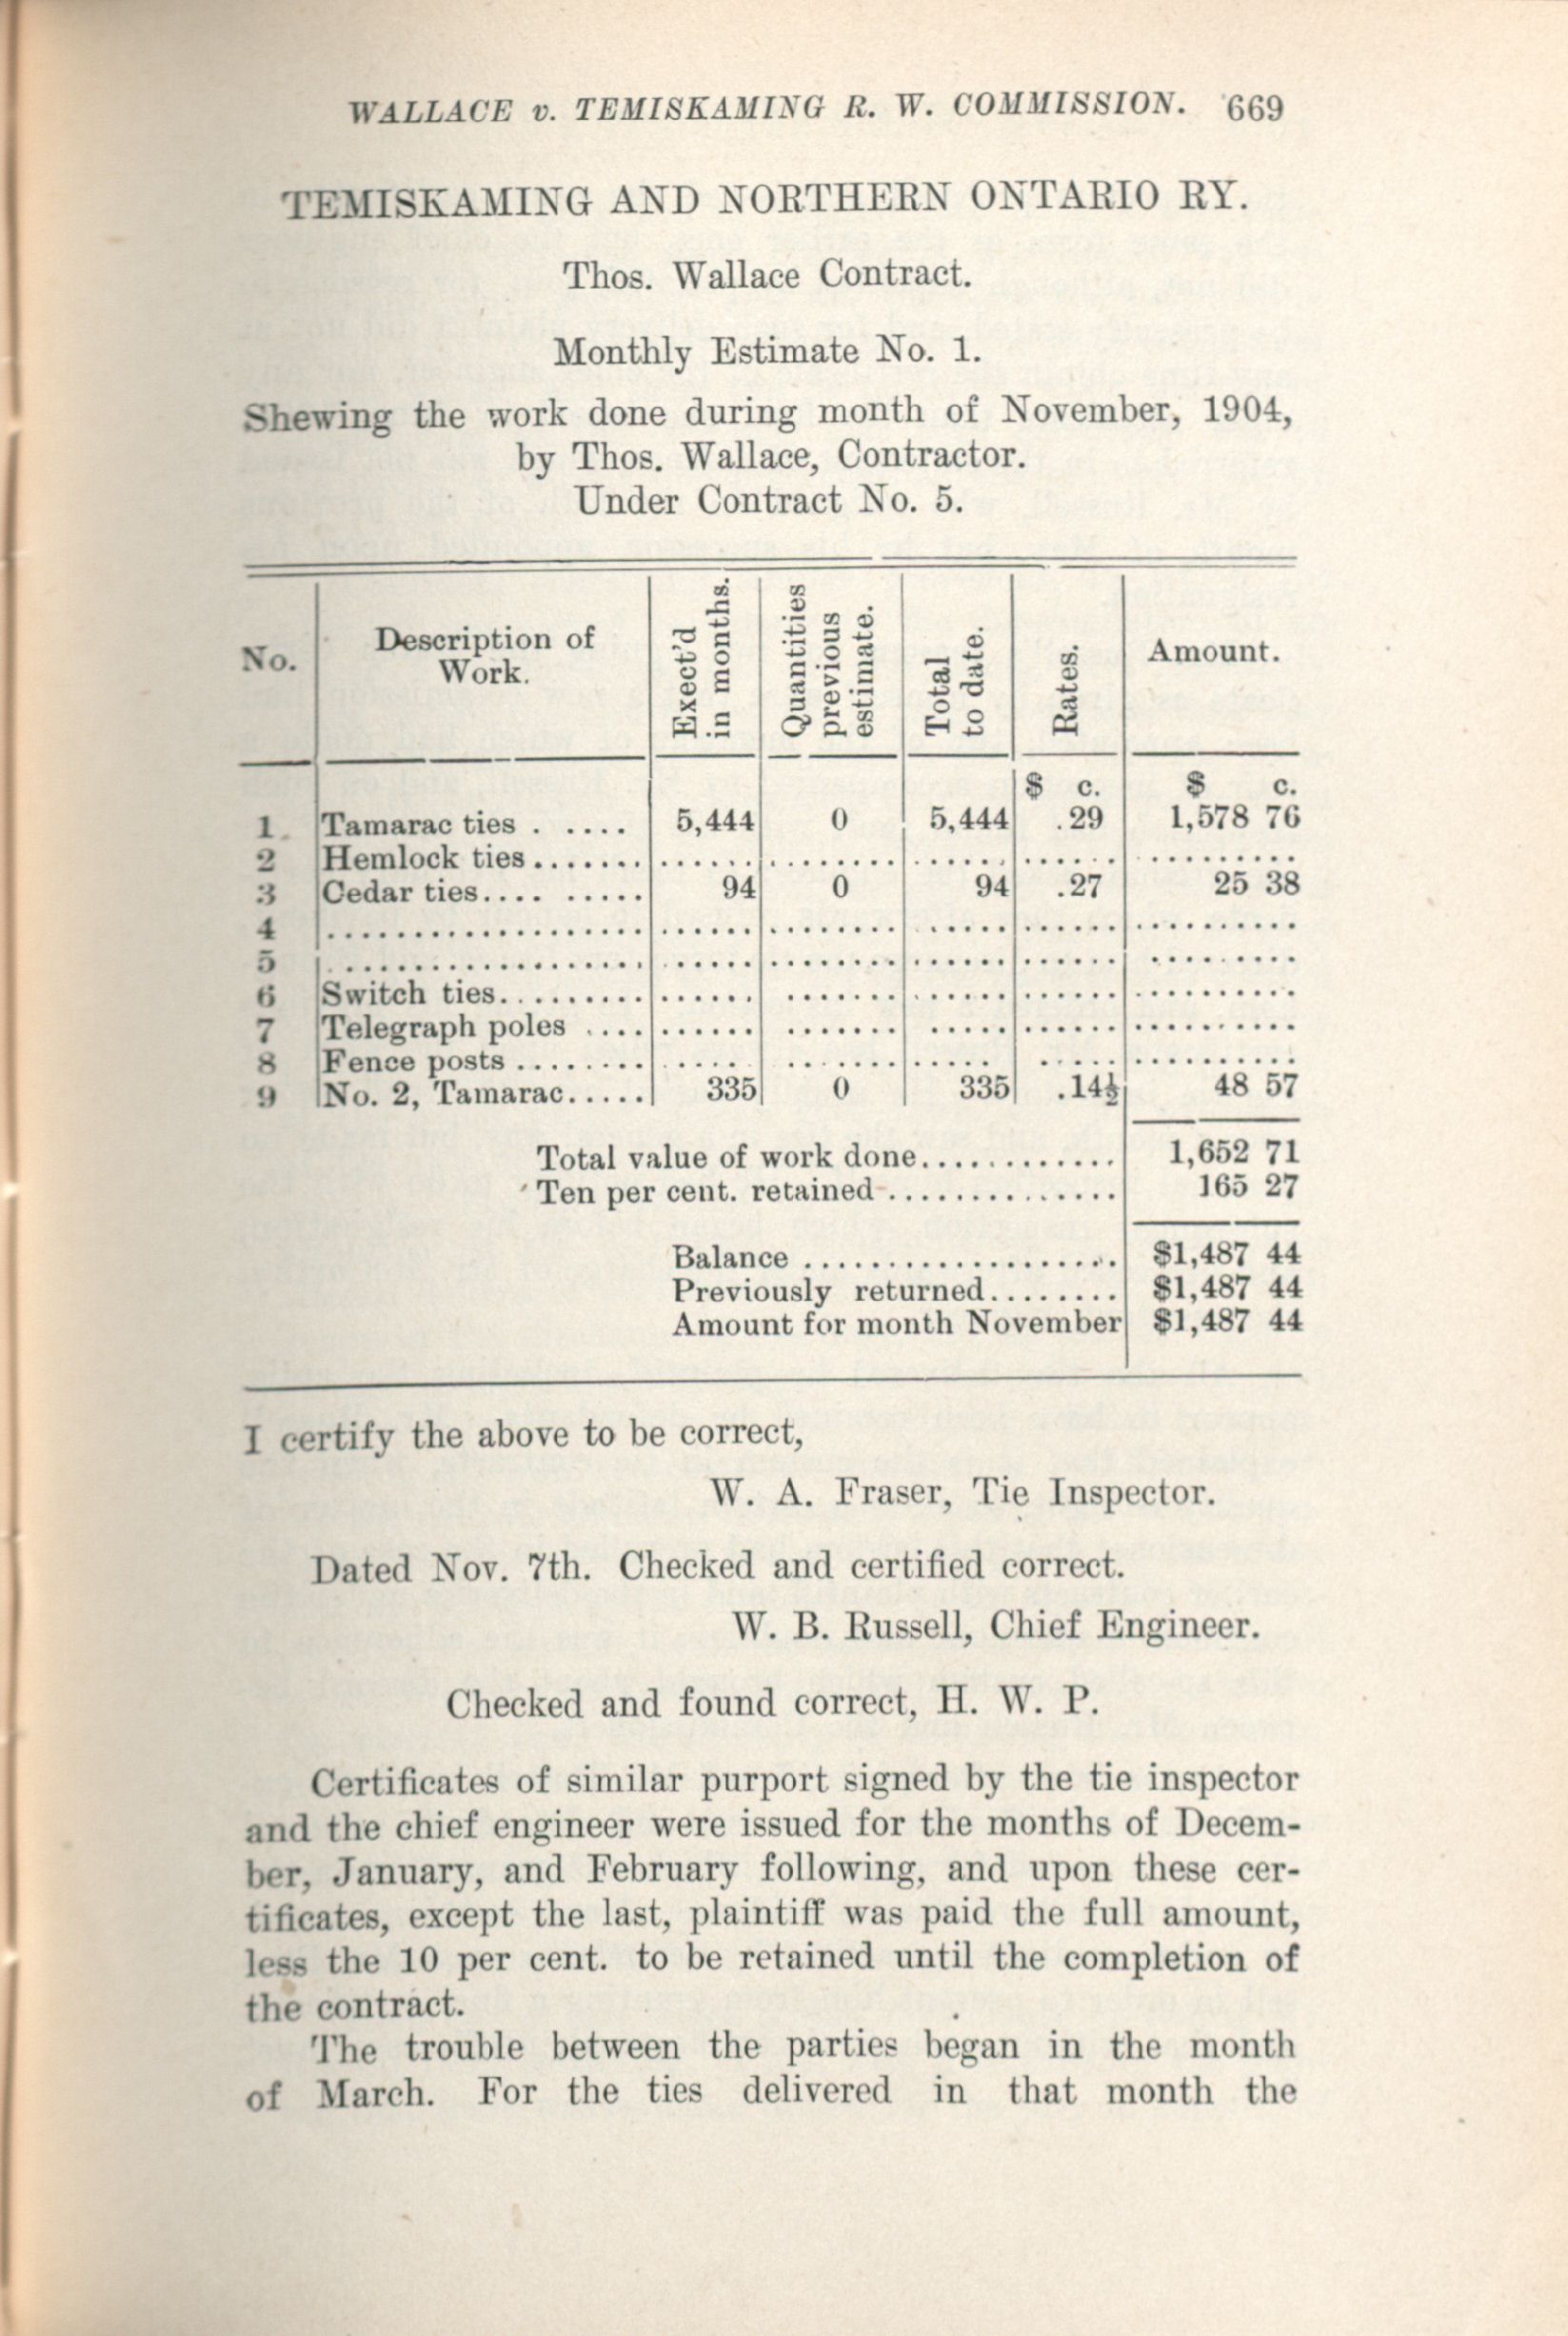 WALLACE v. TEMISKAMING R. W. COMMISSION. 669
TEMISKAMING AND NORTHERN ONTARIO RY.
Thos. Wallace Contract.
Monthly Estimate No. 1.
Shewing the work done during month of November, 1904,
by Thos. Wallace, Contractor.
Under Contract No. 5.
No. Description of Work. Exect'd in months. Quantities previous estimate. Total to date. Rates. Amount.
$ c. $ c.
1 Tamarac ties . ..... 5,444 0 5,444 .29 1,578 76
2 Hemlock ties.......
3 Cedar ties.... ..... 94 0 94 .27 25 38
4
5
6 Switch ties.........
7 Telegraph poles ....
8 Fence posts ........
9 No. 2, Tamarac..... 335 0 335 48 57
Total value of work done............ 1,652 71
Ten per cent. retained .............. 165 27
Balance ................... $1,487 44
Previously returned........ $1,487 44
Amount for month November $1,487 44
I certify the above to be correct,
W. A. Fraser, Tie Inspector.
Dated Nov. 7th. Checked and certified correct.
W. B. Russell, Chief Engineer.
Checked and found correct, H. W. P.
Certificates of similar purport signed by the tie inspector
and the chief engineer were issued for the months of Decem-
ber, January, and February following, and upon these cer-
tificates, except the last, plaintiff was paid the full amount,
less the 10 per cent. to be retained until the completion of
the contract.
The trouble between the parties began in the month
of March. For the ties delivered in that month the